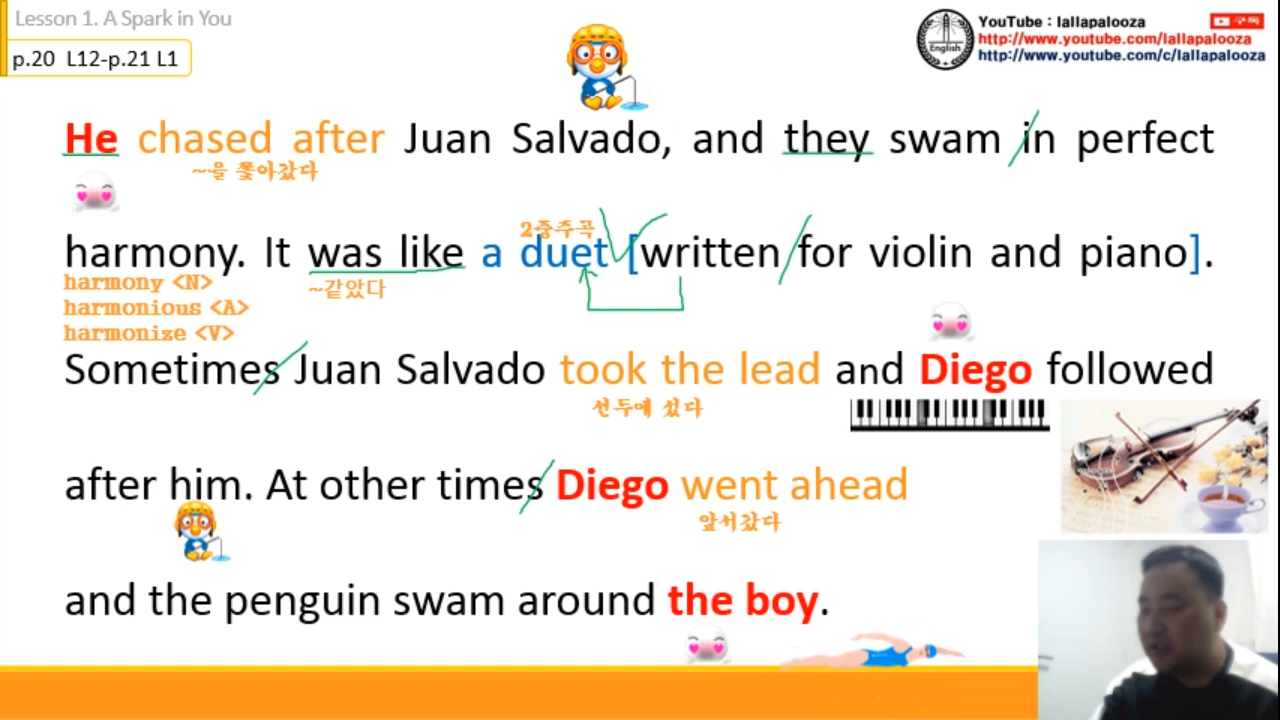 Lesson 1. A Spark in You
p.20 L12-p.21 L1
English
YouTube : lallapalooza
구독
http://www.youtube.com/lallapalooza
http://www.youtube.com/c/lallapalooza
He chased after Juan Salvado, and they swam in perfect
~을 쫓아갔다
2중주곡
harmony. It was like a duet [written for violin and piano].
harmony <N>
~같았다
harmonious <A>
harmonize <V>
Sometimes Juan Salvado took the lead and Diego followed
선두에 섰다
after him. At other times Diego went ahead
앞서갔다
and the penguin swam around the boy.